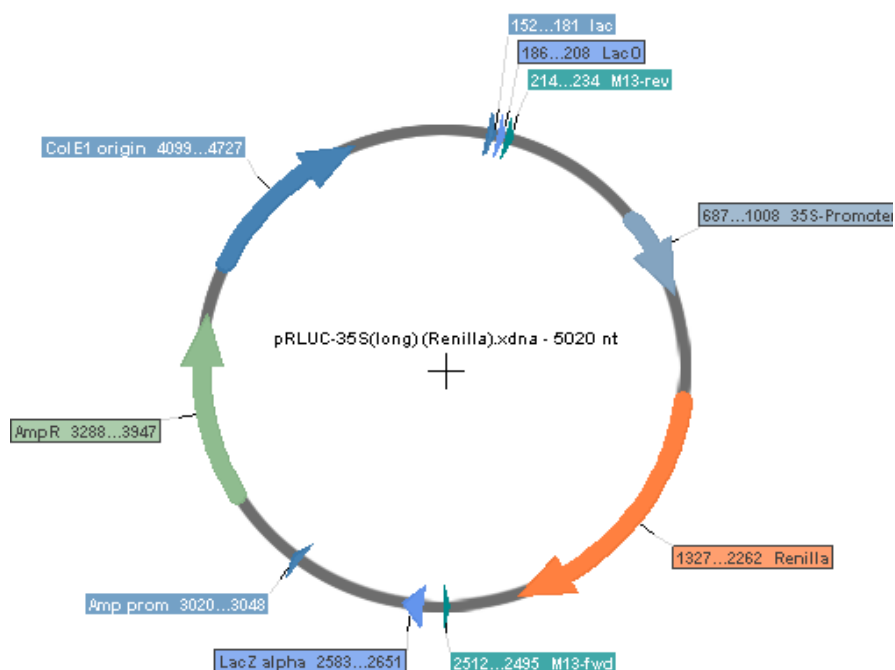 152...181 lac
186...208 LacO
214...234 M13-rev
Col E1 origin 4099...4727
687...1008 35S-Promoter
pRLUC-35S(long) (Renilla).xdna - 5020 nt
AmpR 3288...3947
1327...2262 Renilla
Amp prom 3020...3048
LacZ alpha 2583...2651
2512...2495 M13-fwd